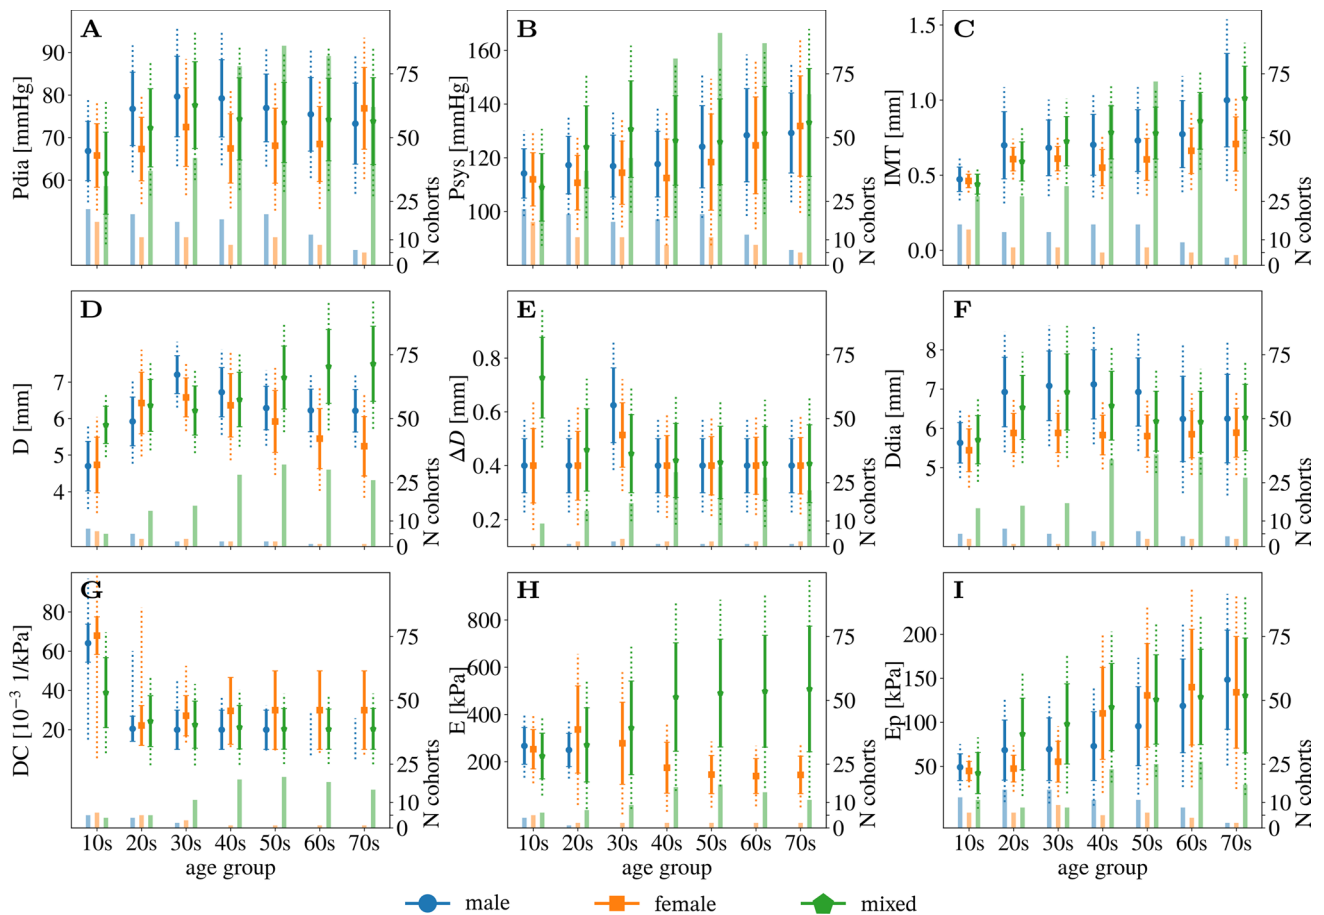 A
Pdia [mmHg]
90
80
70
60
75
50
25
10
0
N cohorts
B
Psys [mmHg]
160
140
120
100
75
50
25
10
0
N cohorts
C
IMT [mm]
1.5
1.0
0.5
0.0
75
50
25
10
0
N cohorts
D
D [mm]
7
6
5
4
75
50
25
10
0
N cohorts
E
ΔD [mm]
0.8
0.6
0.4
0.2
75
50
25
10
0
N cohorts
F
Ddia [mm]
8
7
6
5
75
50
25
10
0
N cohorts
G
DC [10⁻³ 1/kPa]
80
60
40
20
75
50
25
10
0
N cohorts
10s 20s 30s 40s 50s 60s 70s
age group
H
E [kPa]
800
600
400
200
75
50
25
10
0
N cohorts
10s 20s 30s 40s 50s 60s 70s
age group
I
Ep [kPa]
200
150
100
50
75
50
25
10
0
N cohorts
10s 20s 30s 40s 50s 60s 70s
age group
male female mixed